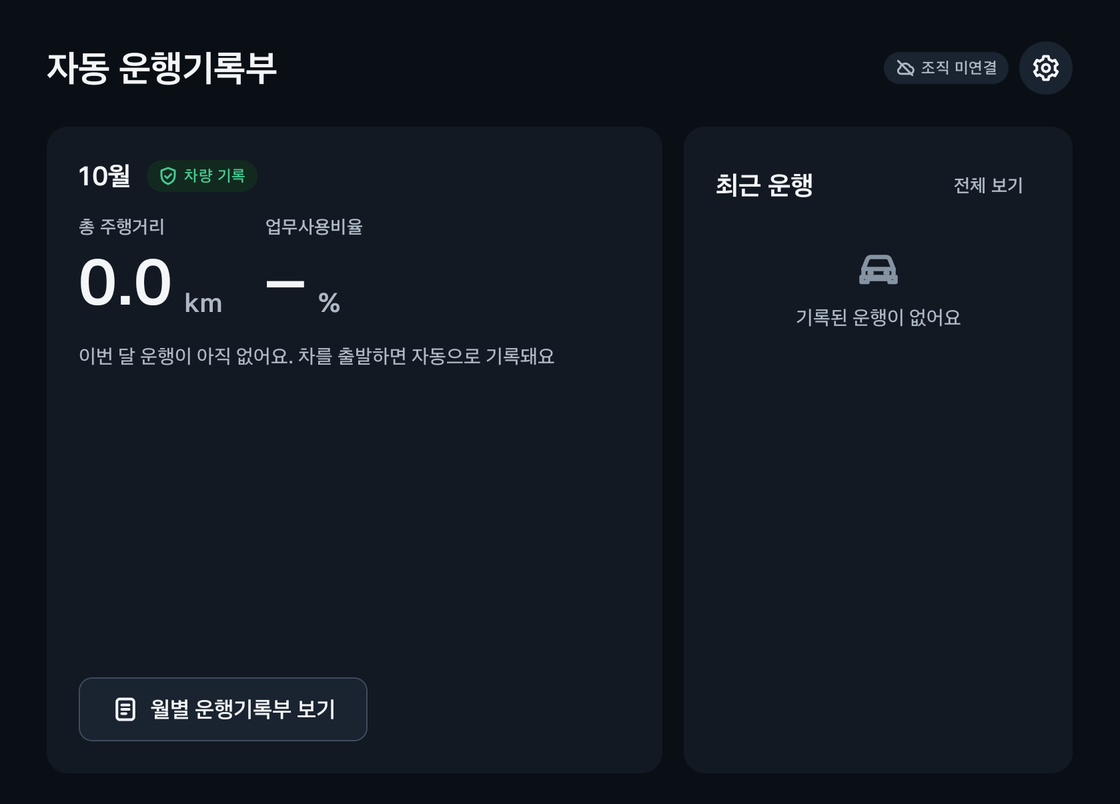 자동 운행기록부
조직 미연결
10월
차량 기록
총 주행거리
업무사용비율
0.0 km
– %
이번 달 운행이 아직 없어요. 차를 출발하면 자동으로 기록돼요
월별 운행기록부 보기
최근 운행
전체 보기
기록된 운행이 없어요